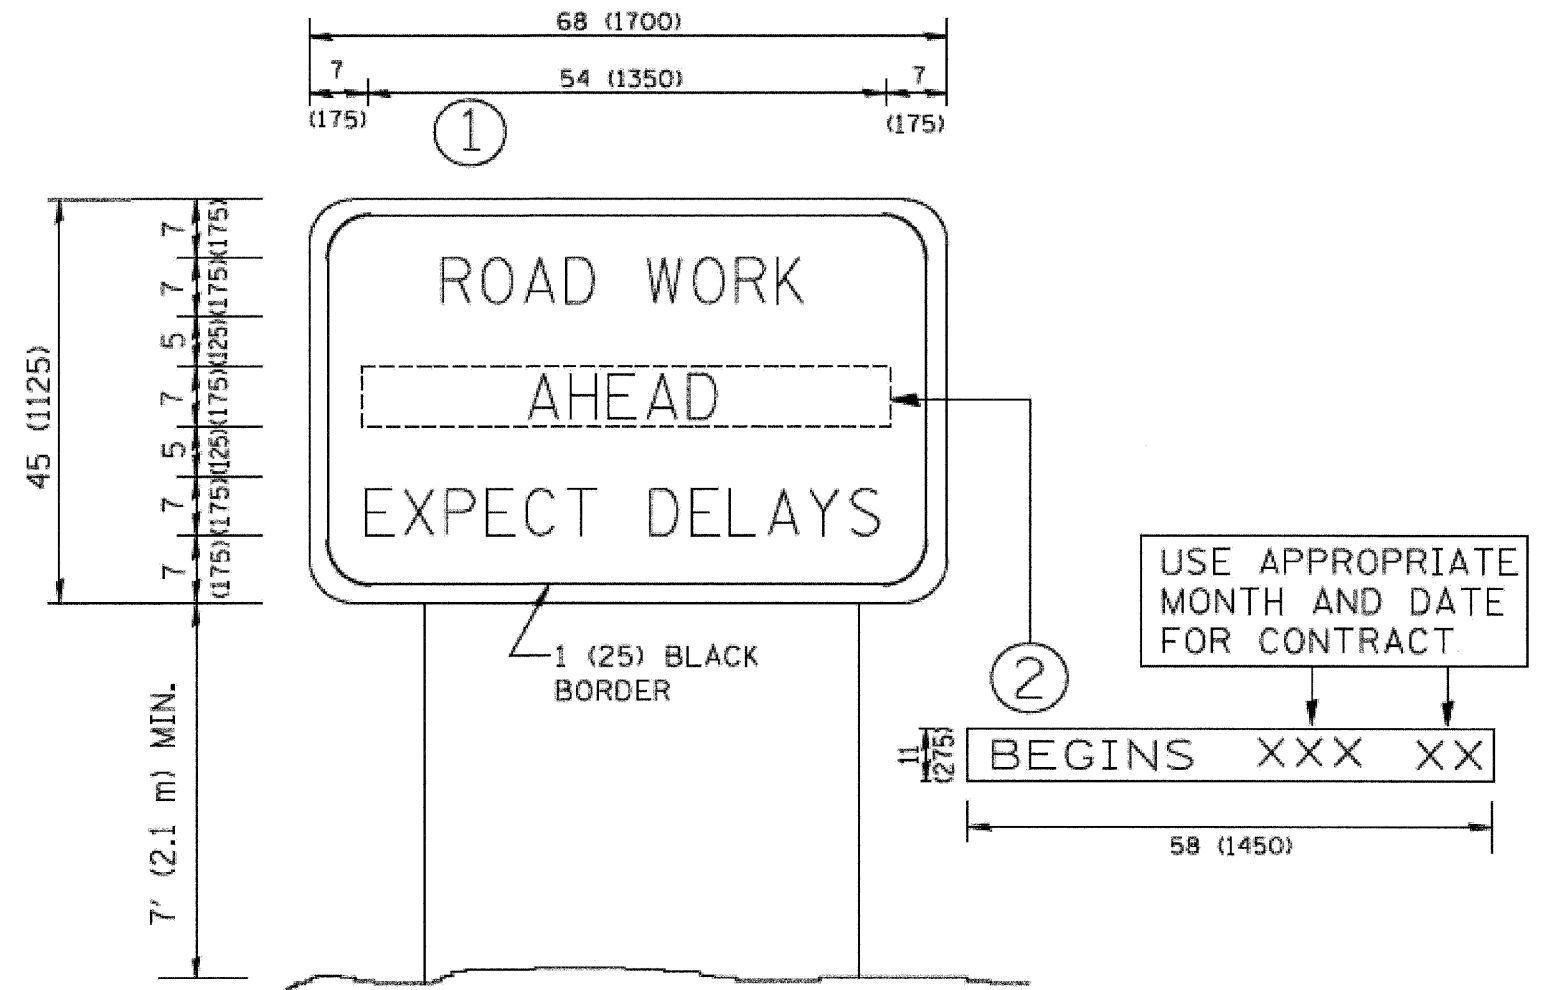 68 (1700)
7
54 (1350)
7
(175)
(175)
1
7
(175)
7
(175)
5
(125)
7
(175)
5
(125)
7
(175)
7
(175)
45 (1125)
ROAD WORK
AHEAD
EXPECT DELAYS
1 (25) BLACK
BORDER
7' (2.1 m) MIN.
USE APPROPRIATE
MONTH AND DATE
FOR CONTRACT
2
11
(275)
BEGINS XXX XX
58 (1450)